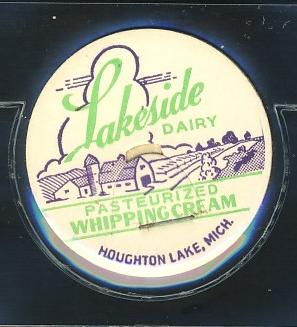 Lakeside
DAIRY
PASTEURIZED
WHIPPING CREAM
HOUGHTON LAKE, MICH.